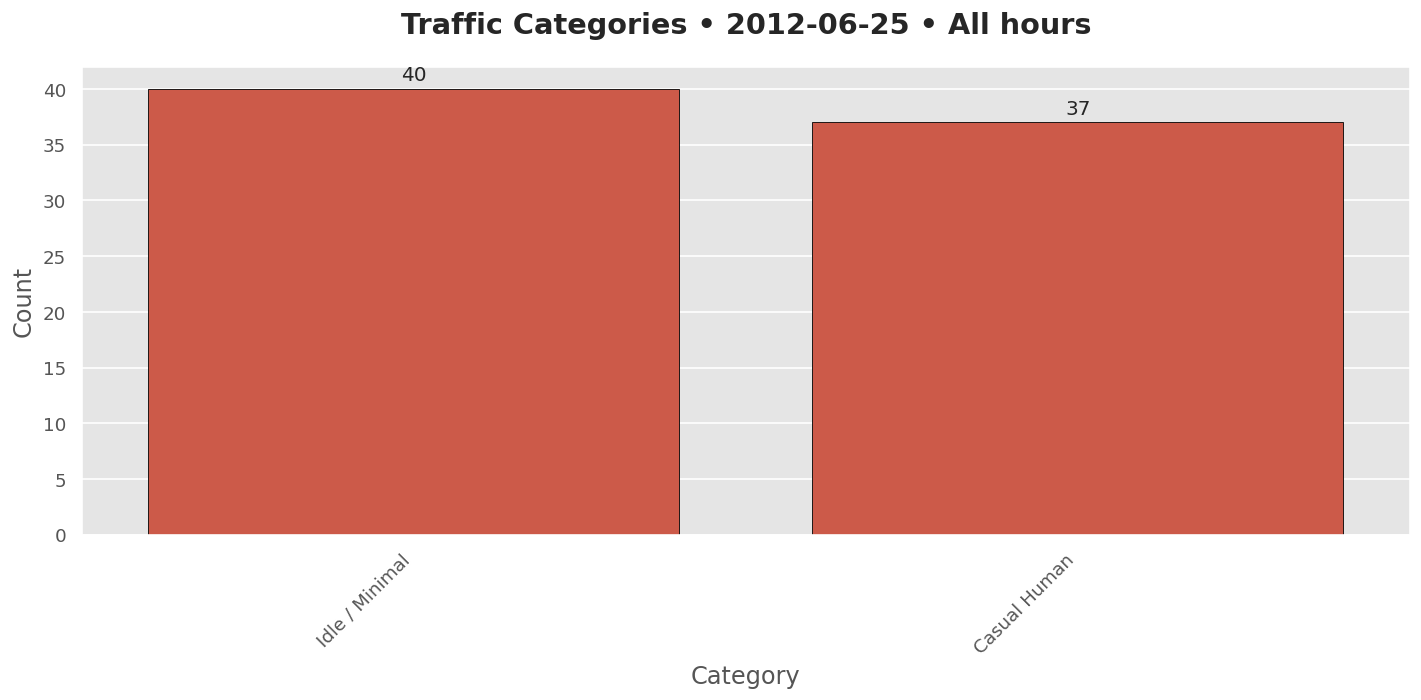 Traffic Categories • 2012-06-25 • All hours
40
37
40
35
30
25
20
15
10
5
0
Count
Idle / Minimal
Casual Human
Category